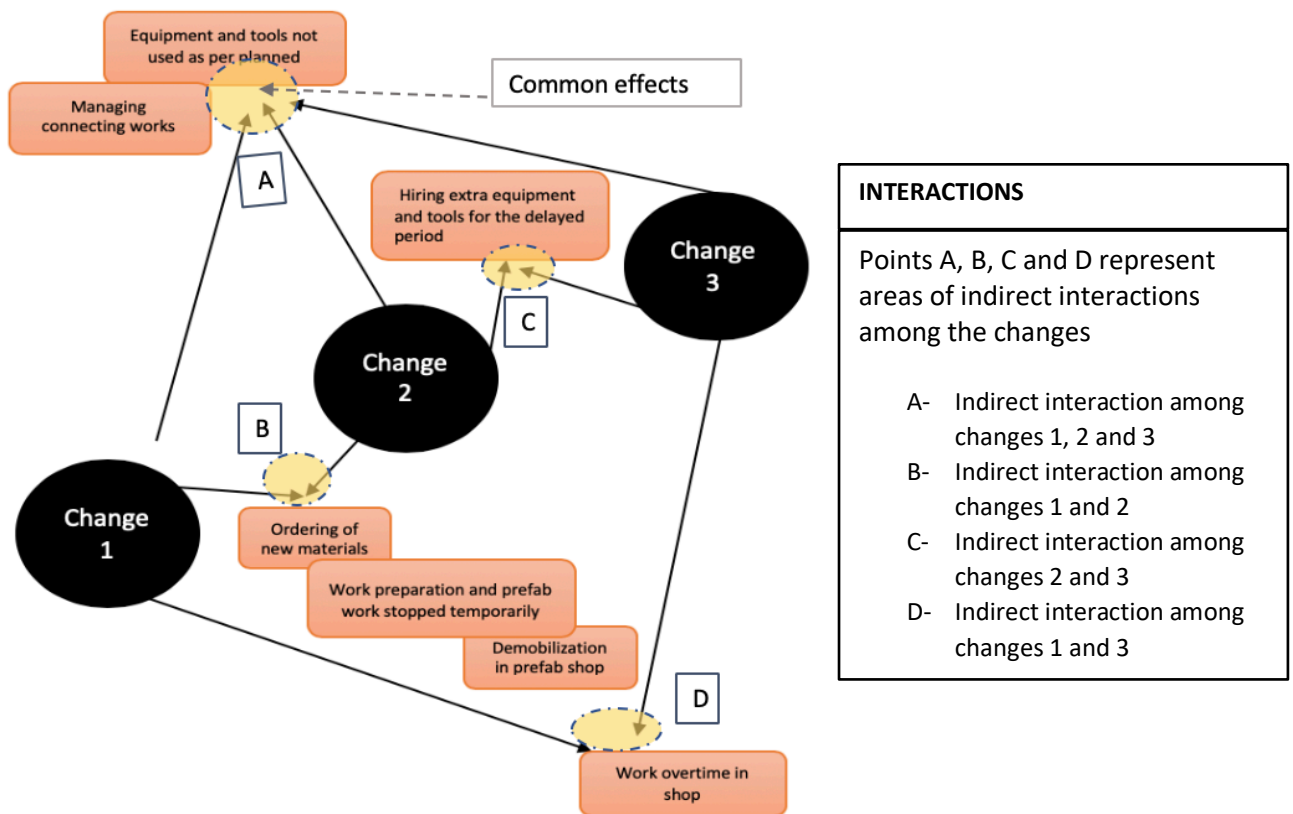 Equipment and tools not
used as per planned
Managing
connecting works
Common effects
A
Hiring extra equipment
and tools for the delayed
period
Change
3
C
Change
2
B
Change
1
Ordering of
new materials
Work preparation and prefab
work stopped temporarily
Demobilization
in prefab shop
D
Work overtime in
shop
INTERACTIONS
Points A, B, C and D represent
areas of indirect interactions
among the changes
A- Indirect interaction among
changes 1, 2 and 3
B- Indirect interaction among
changes 1 and 2
C- Indirect interaction among
changes 2 and 3
D- Indirect interaction among
changes 1 and 3